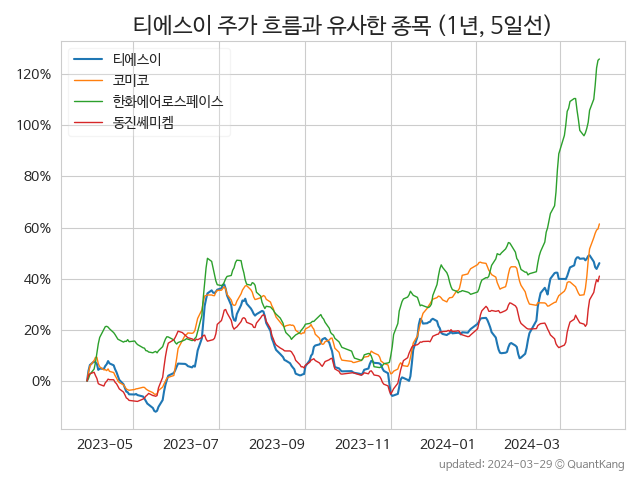 티에스이 주가 흐름과 유사한 종목 (1년, 5일선)
티에스이
코미코
한화에어로스페이스
동진쎄미켐
120%
100%
80%
60%
40%
20%
0%
2023-05 2023-07 2023-09 2023-11 2024-01 2024-03
updated: 2024-03-29 © QuantKang